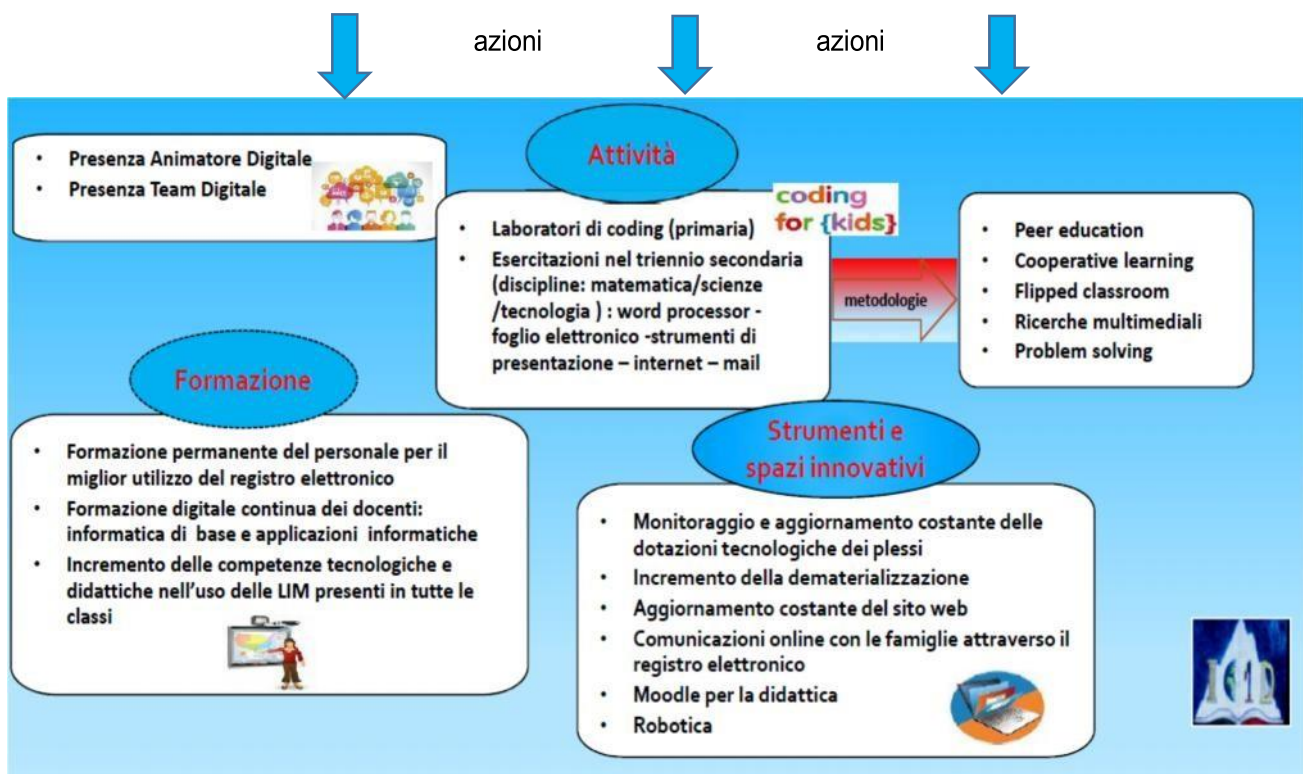 azioni
azioni
• Presenza Animatore Digitale
• Presenza Team Digitale
Attività
coding
for {kids}
• Laboratori di coding (primaria)
• Esercitazioni nel triennio secondaria
(discipline: matematica/scienze
/tecnologia ) : word processor -
foglio elettronico -strumenti di
presentazione – internet – mail
metodologie
• Peer education
• Cooperative learning
• Flipped classroom
• Ricerche multimediali
• Problem solving
Formazione
• Formazione permanente del personale per il
miglior utilizzo del registro elettronico
• Formazione digitale continua dei docenti:
informatica di base e applicazioni informatiche
• Incremento delle competenze tecnologiche e
didattiche nell'uso delle LIM presenti in tutte le
classi
Strumenti e
spazi innovativi
• Monitoraggio e aggiornamento costante delle
dotazioni tecnologiche dei plessi
• Incremento della dematerializzazione
• Aggiornamento costante del sito web
• Comunicazioni online con le famiglie attraverso il
registro elettronico
• Moodle per la didattica
• Robotica